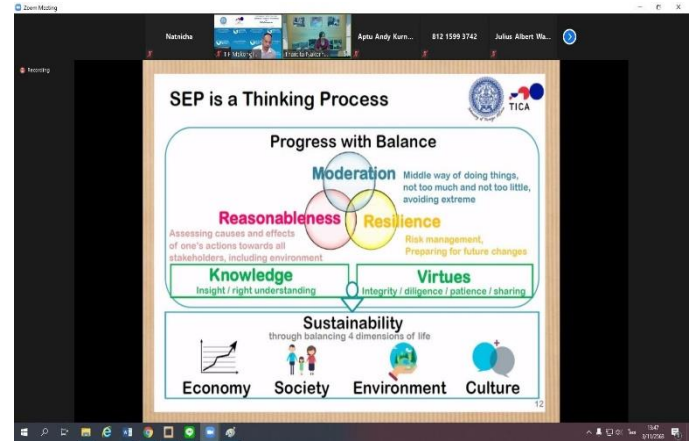 Zoom Meeting
Natnicha
Aptu Andy Kurn...
812 1599 3742
Julius Albert Wa...
Recording
SEP is a Thinking Process
TICA
Progress with Balance
Moderation
Middle way of doing things,
not too much and not too little,
avoiding extreme
Reasonableness
Resilience
Assessing causes and effects
of one's actions towards all
stakeholders, including environment
Risk management,
Preparing for future changes
Knowledge
Insight / right understanding
Virtues
Integrity / diligence / patience / sharing
Sustainability
through balancing 4 dimensions of life
Economy
Society
Environment
Culture
12
13:47